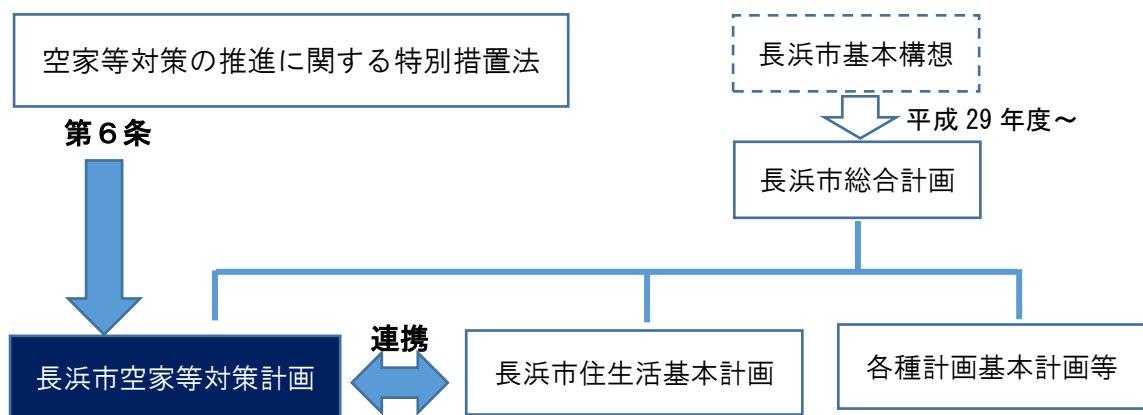 空家等対策の推進に関する特別措置法
長浜市基本構想
第６条
平成 29 年度～
長浜市総合計画
連携
長浜市空家等対策計画
長浜市住生活基本計画
各種計画基本計画等